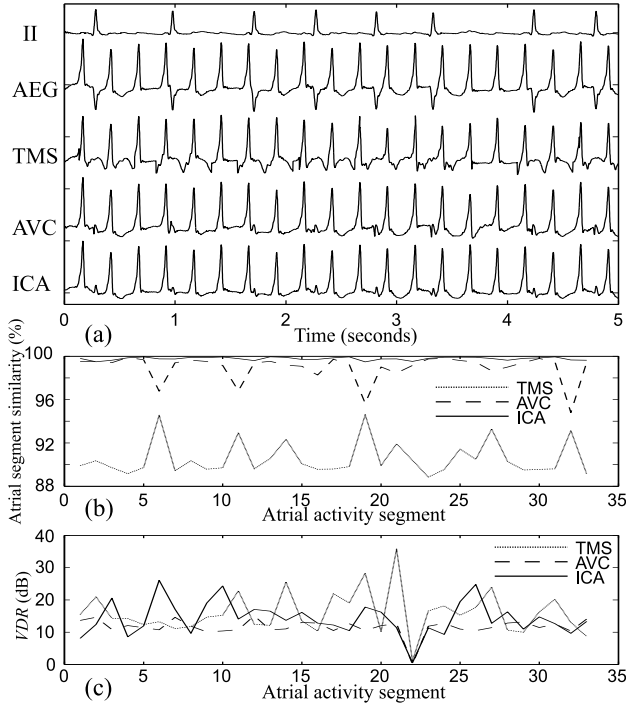 II
AEG
TMS
AVC
ICA
0 1 2 3 4 5
(a) Time (seconds)
Atrial segment similarity (%)
100
96
92
88
TMS
AVC
ICA
0 5 10 15 20 25 30 35
(b) Atrial activity segment
VDR (dB)
40
30
20
10
0
TMS
AVC
ICA
0 5 10 15 20 25 30 35
(c) Atrial activity segment